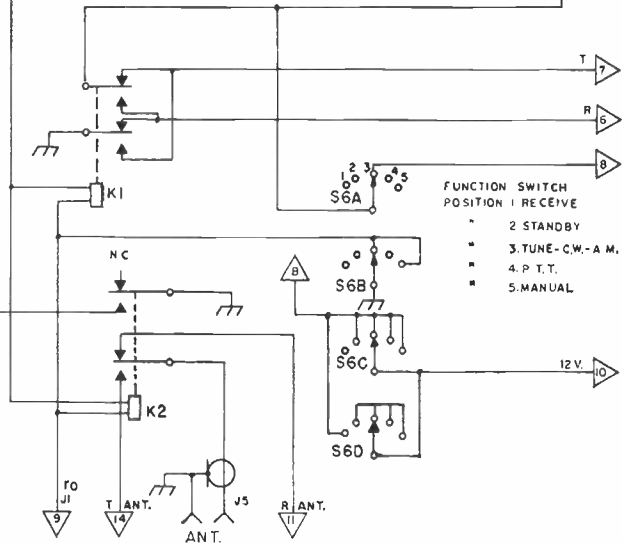 T
7
R
6
8
1 2 3 4 5
S6A
FUNCTION SWITCH
POSITION 1 RECEIVE
" 2 STANDBY
" 3. TUNE-C.W.-A M.
" 4. P T.T.
" 5. MANUAL
K1
NC
8
S6B
S6C
12 V.
10
K2
S6D
TO
J1
9
T ANT.
14
J5
ANT.
R ANT.
11